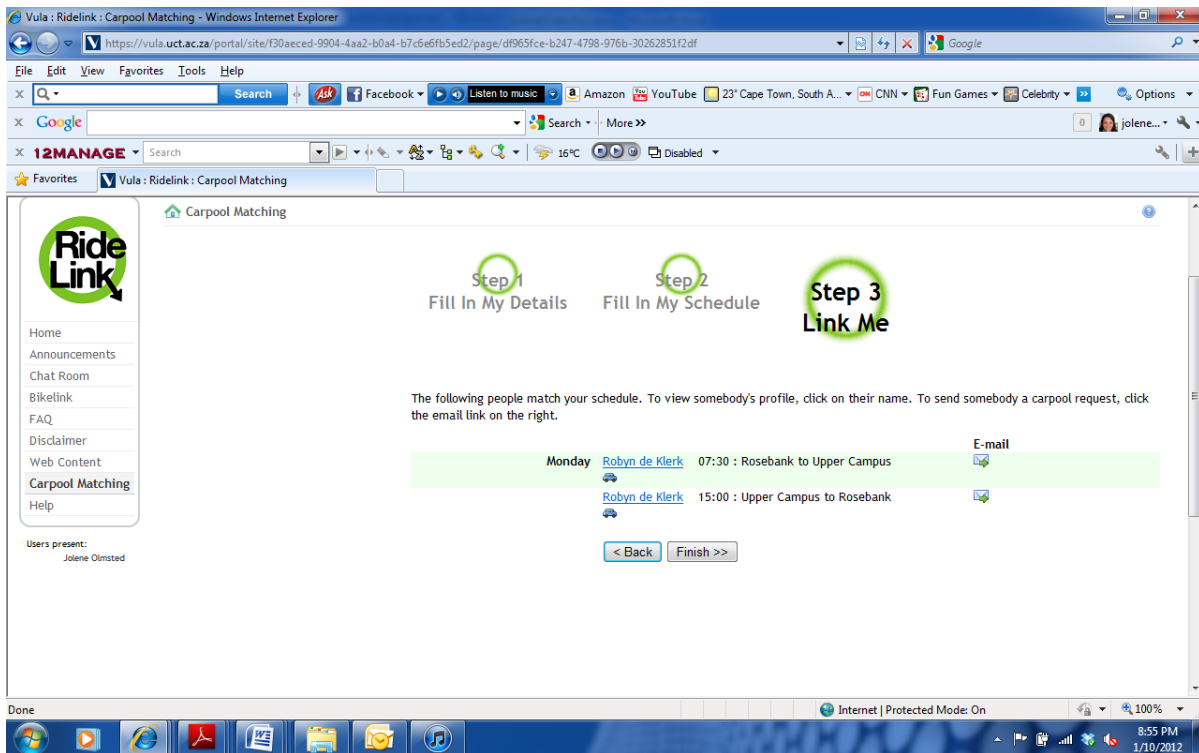 Vula : Ridelink : Carpool Matching - Windows Internet Explorer
https://vula.uct.ac.za/portal/site/f30aeced-9904-4aa2-b0a4-b7c6e6fb5ed2/page/df965fce-b247-4798-976b-30262851f2df
Google
File Edit View Favorites Tools Help
x Search Ask Facebook Listen to music Amazon YouTube 23° Cape Town, South A... CNN Fun Games Celebrity >> Options
x Google Search More >> 0 jolene...
x 12MANAGE Search 16°C Disabled
Favorites Vula : Ridelink : Carpool Matching
Ride
Link
Carpool Matching
Step 1
Fill In My Details
Step 2
Fill In My Schedule
Step 3
Link Me
Home
Announcements
Chat Room
Bikelink
FAQ
Disclaimer
Web Content
Carpool Matching
Help
Users present:
Jolene Olmsted
The following people match your schedule. To view somebody's profile, click on their name. To send somebody a carpool request, click
the email link on the right.
E-mail
Monday Robyn de Klerk 07:30 : Rosebank to Upper Campus
Robyn de Klerk 15:00 : Upper Campus to Rosebank
< Back Finish >>
Done Internet | Protected Mode: On 100%
8:55 PM
1/10/2012